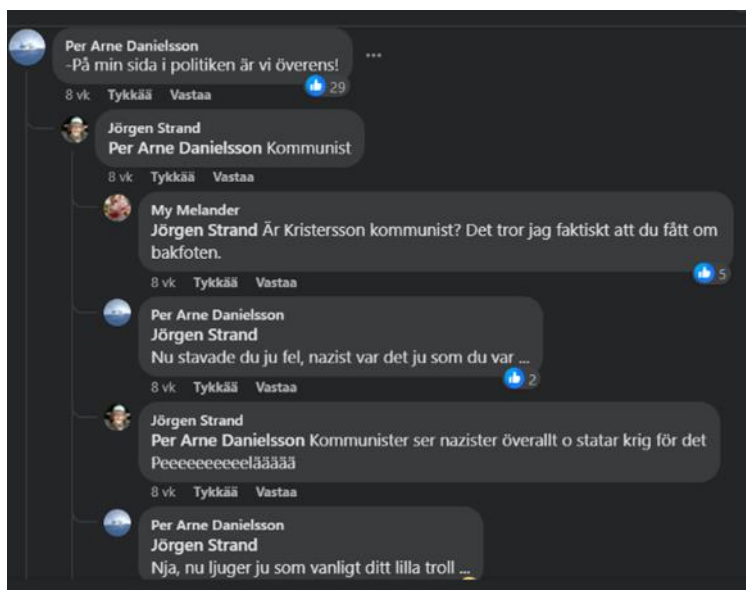 Per Arne Danielsson
-På min sida i politiken är vi överens!
29
8 vk Tykkää Vastaa
Jörgen Strand
Per Arne Danielsson Kommunist
8 vk Tykkää Vastaa
My Melander
Jörgen Strand Är Kristersson kommunist? Det tror jag faktiskt att du fått om
bakfoten.
5
8 vk Tykkää Vastaa
Per Arne Danielsson
Jörgen Strand
Nu stavade du ju fel, nazist var det ju som du var ...
2
8 vk Tykkää Vastaa
Jörgen Strand
Per Arne Danielsson Kommunister ser nazister överallt o statar krig för det
Peeeeeeeeeeläääää
8 vk Tykkää Vastaa
Per Arne Danielsson
Jörgen Strand
Nja, nu ljuger ju som vanligt ditt lilla troll ...